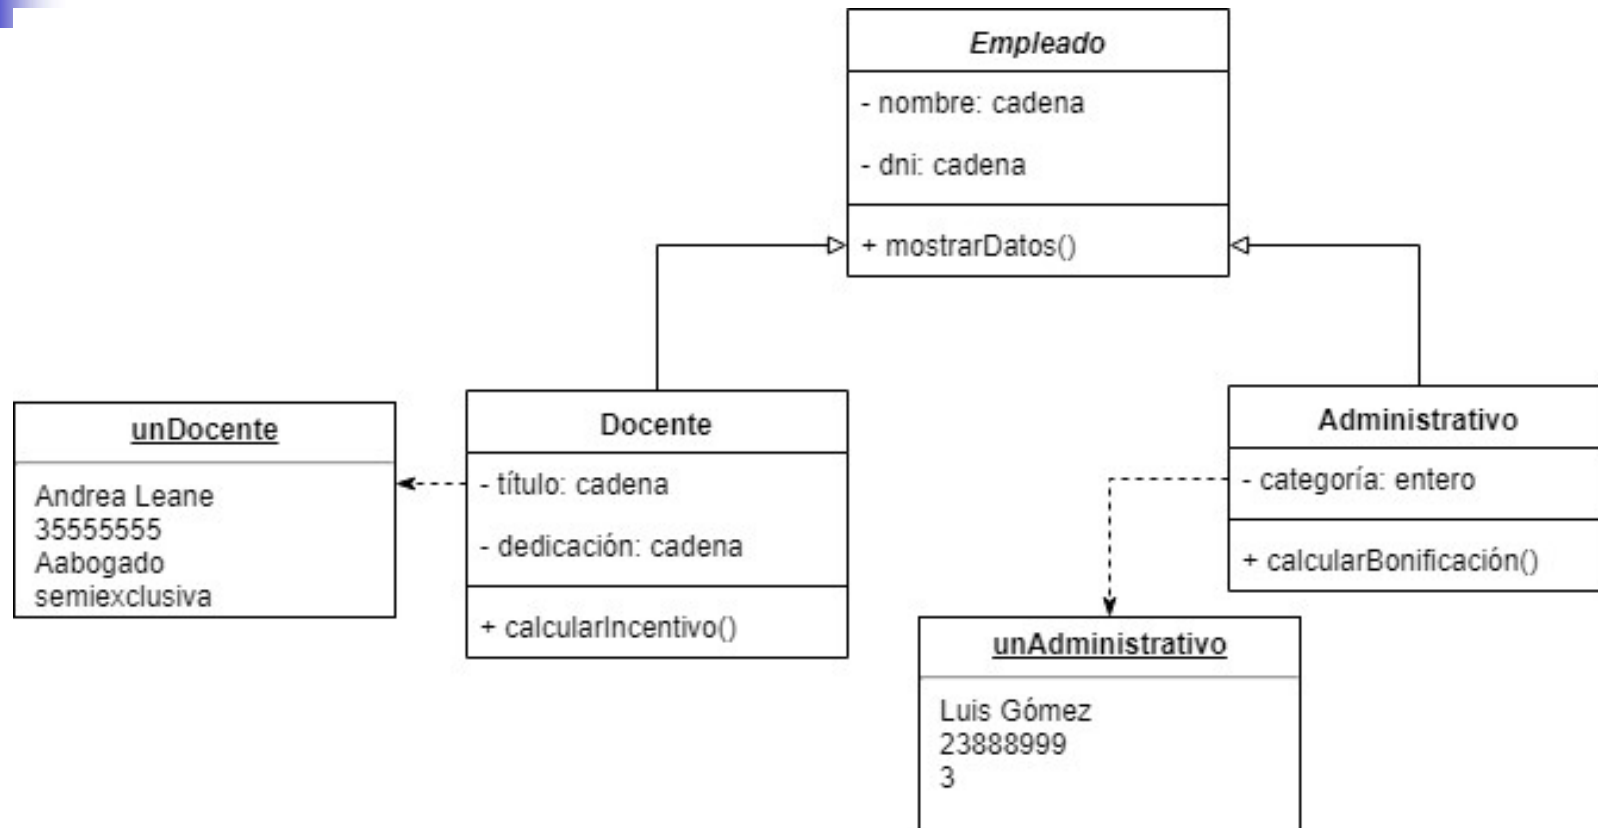 Empleado
- nombre: cadena
- dni: cadena
+ mostrarDatos()
unDocente
Andrea Leane
35555555
Aabogado
semiexclusiva
Docente
- título: cadena
- dedicación: cadena
+ calcularIncentivo()
Administrativo
- categoría: entero
+ calcularBonificación()
unAdministrativo
Luis Gómez
23888999
3